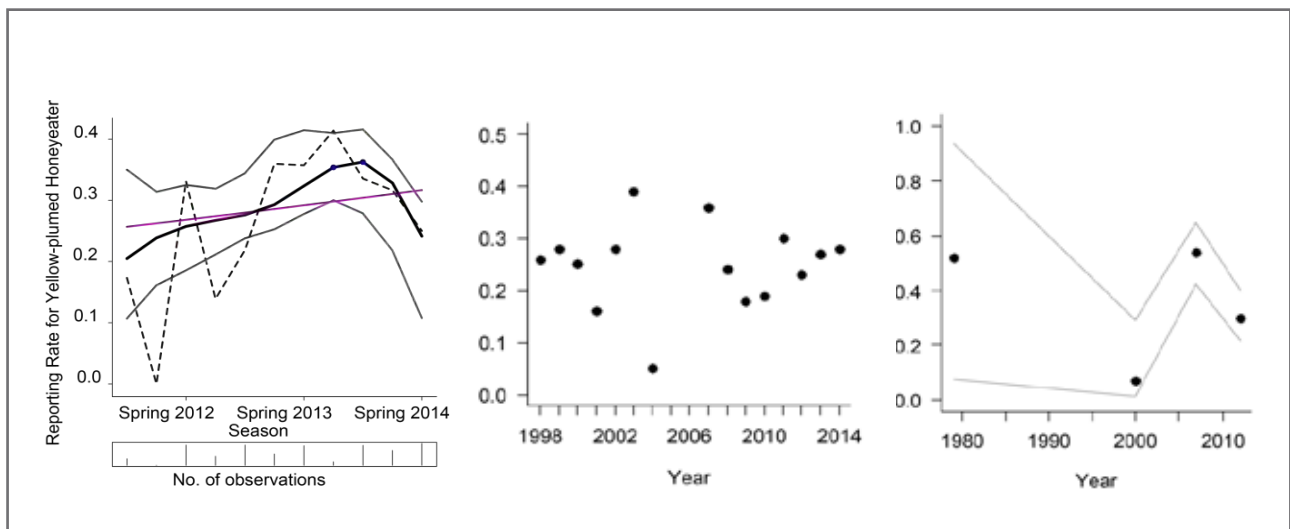 Reporting Rate for Yellow-plumed Honeyeater
0.4
0.3
0.2
0.1
0.0
Spring 2012 Spring 2013 Spring 2014
Season
No. of observations
0.5
0.4
0.3
0.2
0.1
0.0
1998 2002 2006 2010 2014
Year
1.0
0.8
0.6
0.4
0.2
0.0
1980 1990 2000 2010
Year